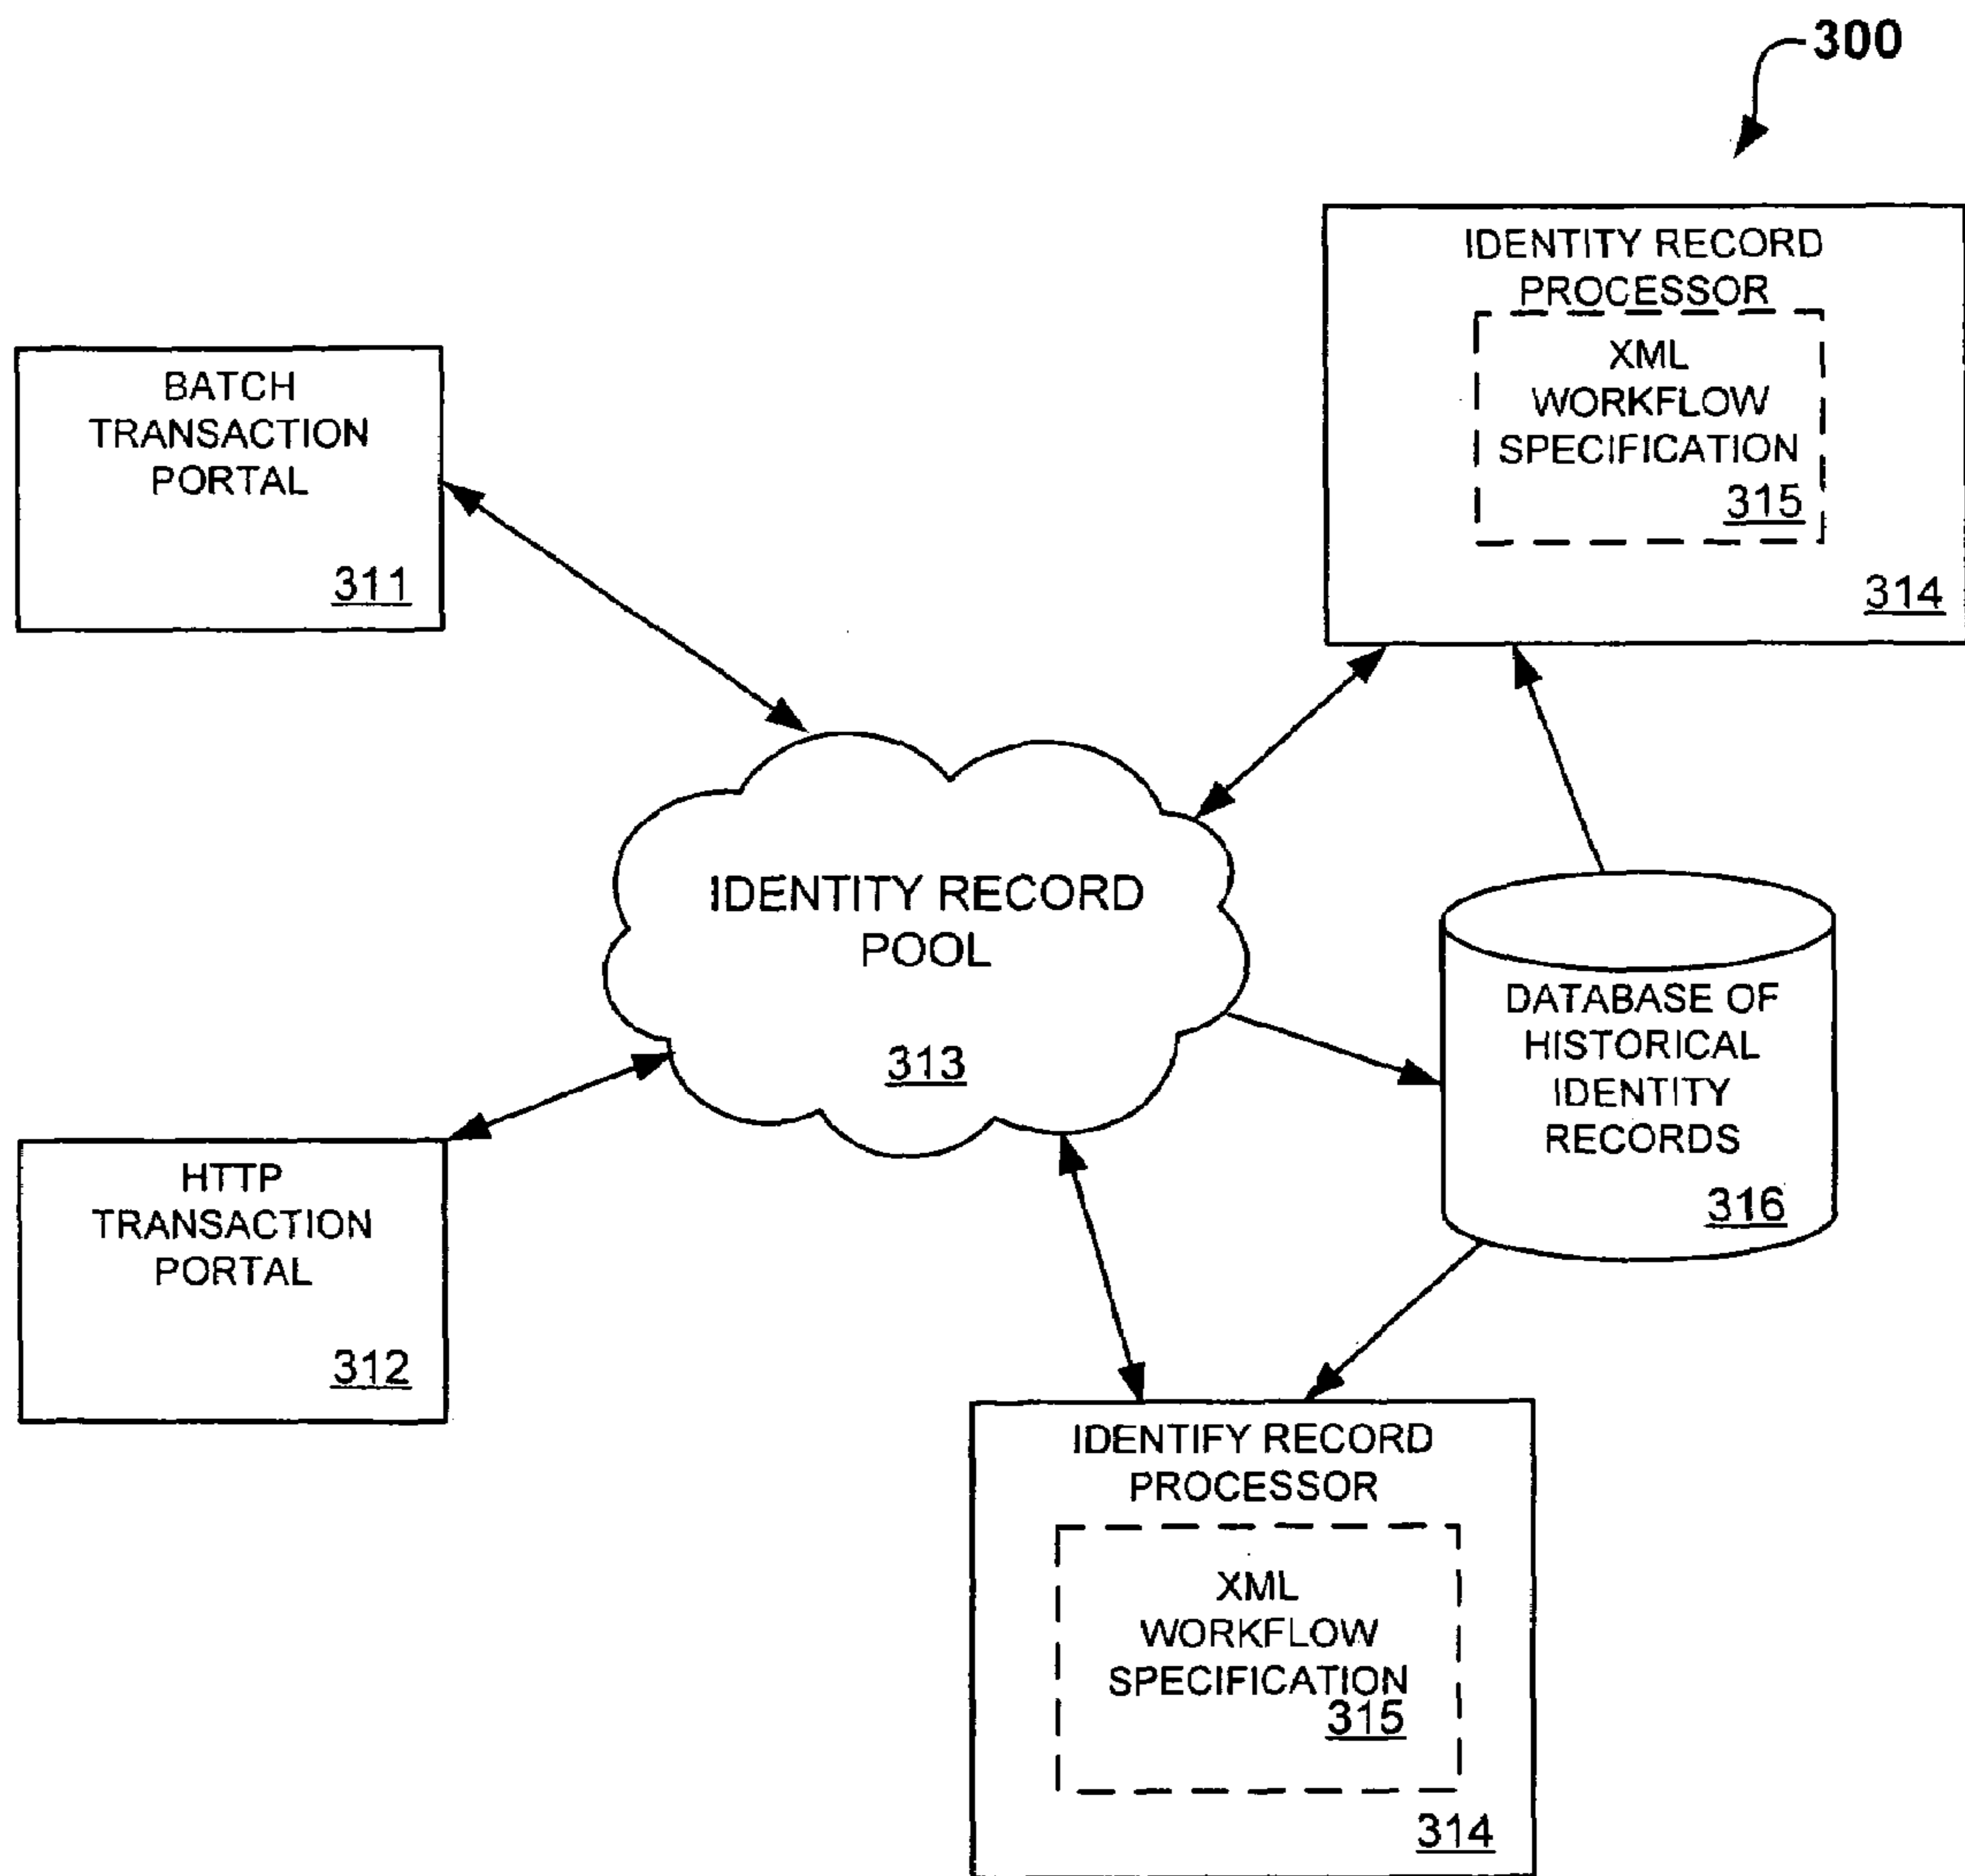 300
IDENTITY RECORD
PROCESSOR
XML
WORKFLOW
SPECIFICATION
315
314
BATCH
TRANSACTION
PORTAL
311
IDENTITY RECORD
POOL
313
DATABASE OF
HISTORICAL
IDENTITY
RECORDS
316
HTTP
TRANSACTION
PORTAL
312
IDENTIFY RECORD
PROCESSOR
XML
WORKFLOW
SPECIFICATION
315
314